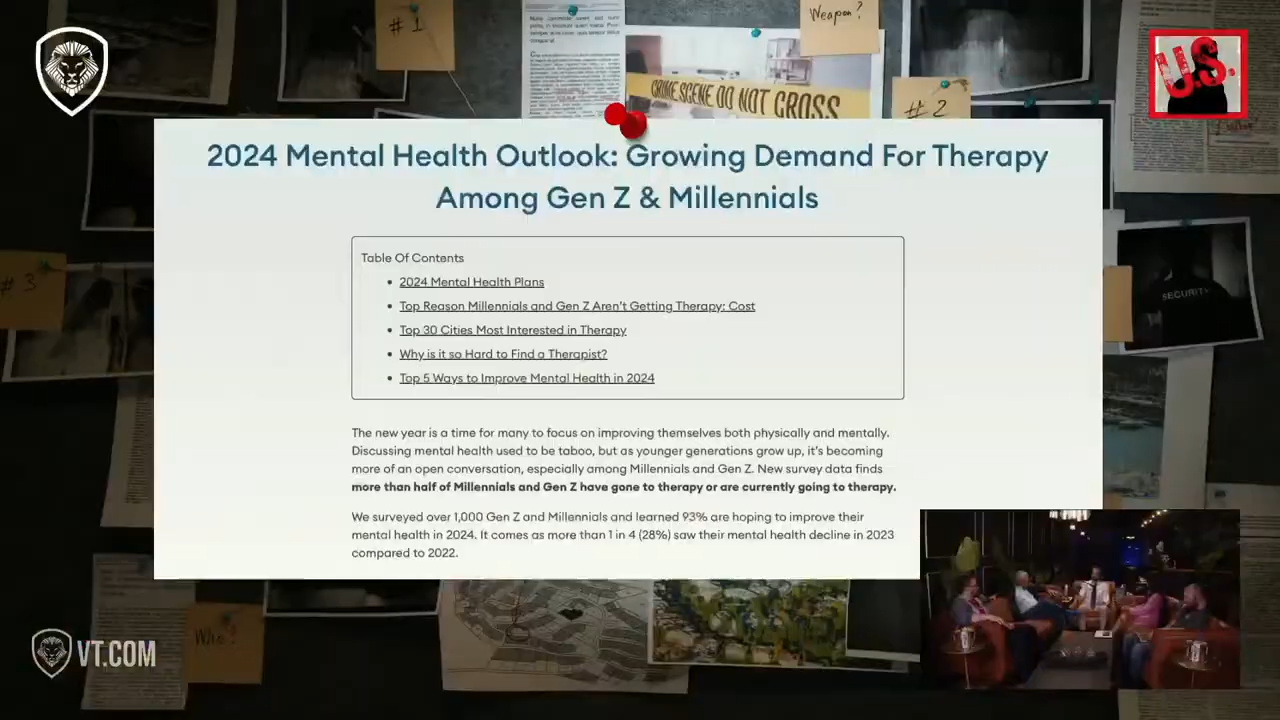 # 1
Weapon?
CRIME SCENE DO NOT CROSS
# 2
U.S.
# 3
SECURITY
2024 Mental Health Outlook: Growing Demand For Therapy
Among Gen Z & Millennials
Table Of Contents
2024 Mental Health Plans
Top Reason Millennials and Gen Z Aren't Getting Therapy: Cost
Top 30 Cities Most Interested in Therapy
Why is it so Hard to Find a Therapist?
Top 5 Ways to Improve Mental Health in 2024
The new year is a time for many to focus on improving themselves both physically and mentally.
Discussing mental health used to be taboo, but as younger generations grow up, it's becoming
more of an open conversation, especially among Millennials and Gen Z. New survey data finds
more than half of Millennials and Gen Z have gone to therapy or are currently going to therapy.
We surveyed over 1,000 Gen Z and Millennials and learned 93% are hoping to improve their
mental health in 2024. It comes as more than 1 in 4 (28%) saw their mental health decline in 2023
compared to 2022.
Who?
VT.COM